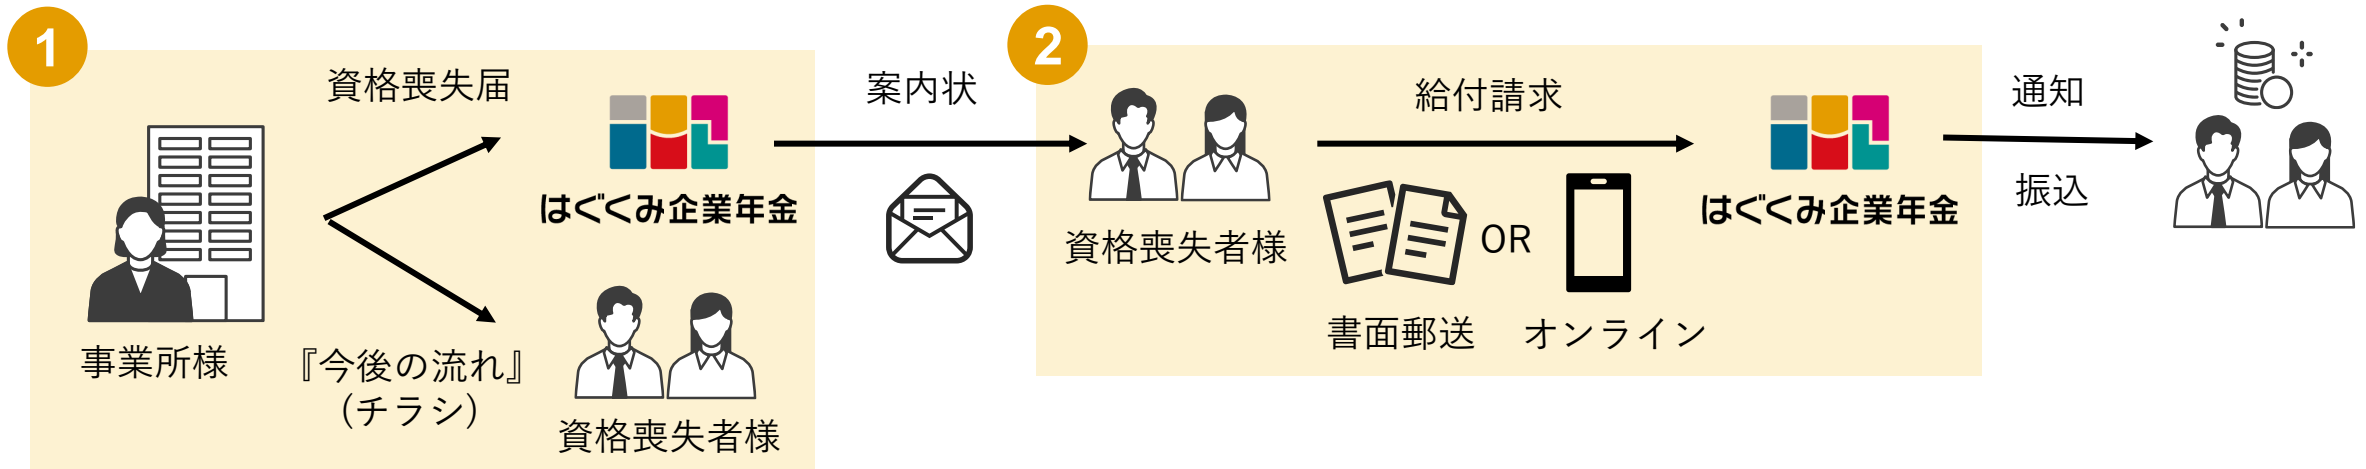 1
資格喪失届
はぐくみ企業年金
事業所様
『今後の流れ』
（チラシ）
資格喪失者様
案内状
2
資格喪失者様
給付請求
OR
書面郵送
オンライン
はぐくみ企業年金
通知
振込